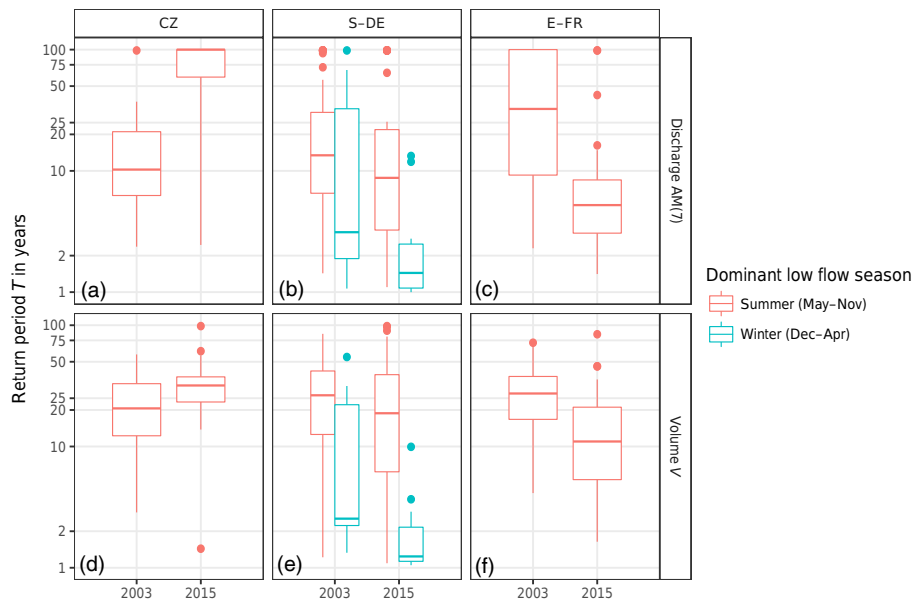 CZ
S−DE
E−FR
100
75
50
25
20
10
2
1
(a)
(b)
(c)
Discharge AM(7)
Return period T in years
100
75
50
25
20
10
2
1
(d)
(e)
(f)
Volume V
2003
2015
2003
2015
2003
2015
Dominant low flow season
Summer (May−Nov)
Winter (Dec−Apr)